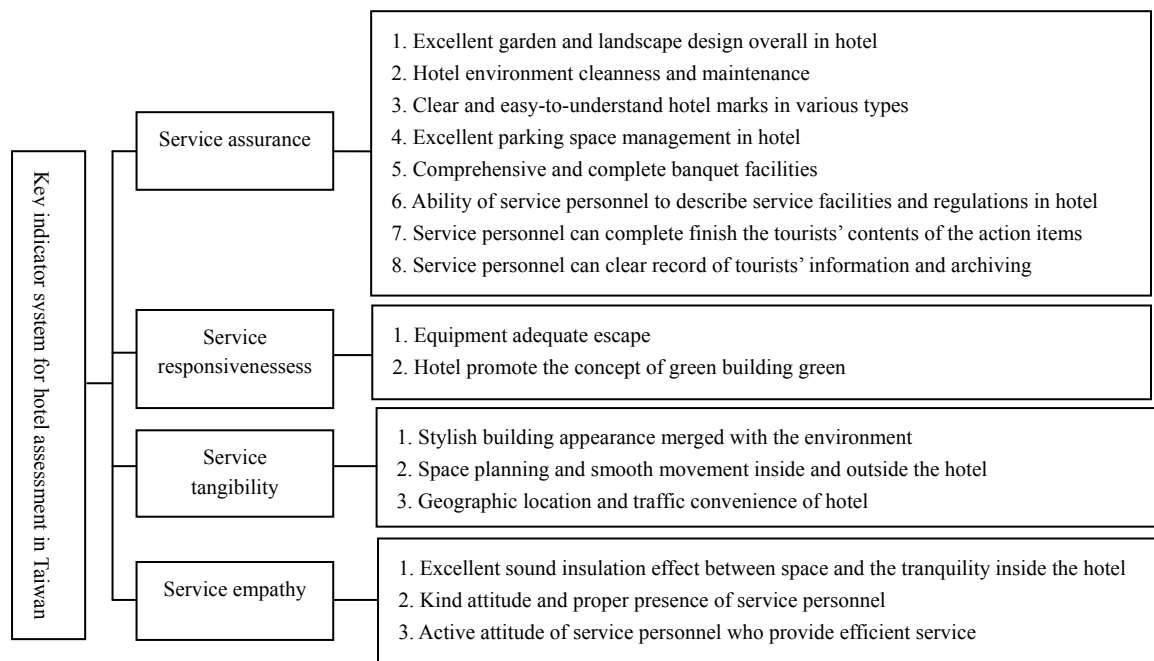 Key indicator system for hotel assessment in Taiwan
Service assurance
1. Excellent garden and landscape design overall in hotel
2. Hotel environment cleanness and maintenance
3. Clear and easy-to-understand hotel marks in various types
4. Excellent parking space management in hotel
5. Comprehensive and complete banquet facilities
6. Ability of service personnel to describe service facilities and regulations in hotel
7. Service personnel can complete finish the tourists’ contents of the action items
8. Service personnel can clear record of tourists’ information and archiving
Service
responsivenessess
1. Equipment adequate escape
2. Hotel promote the concept of green building green
Service
tangibility
1. Stylish building appearance merged with the environment
2. Space planning and smooth movement inside and outside the hotel
3. Geographic location and traffic convenience of hotel
Service empathy
1. Excellent sound insulation effect between space and the tranquility inside the hotel
2. Kind attitude and proper presence of service personnel
3. Active attitude of service personnel who provide efficient service